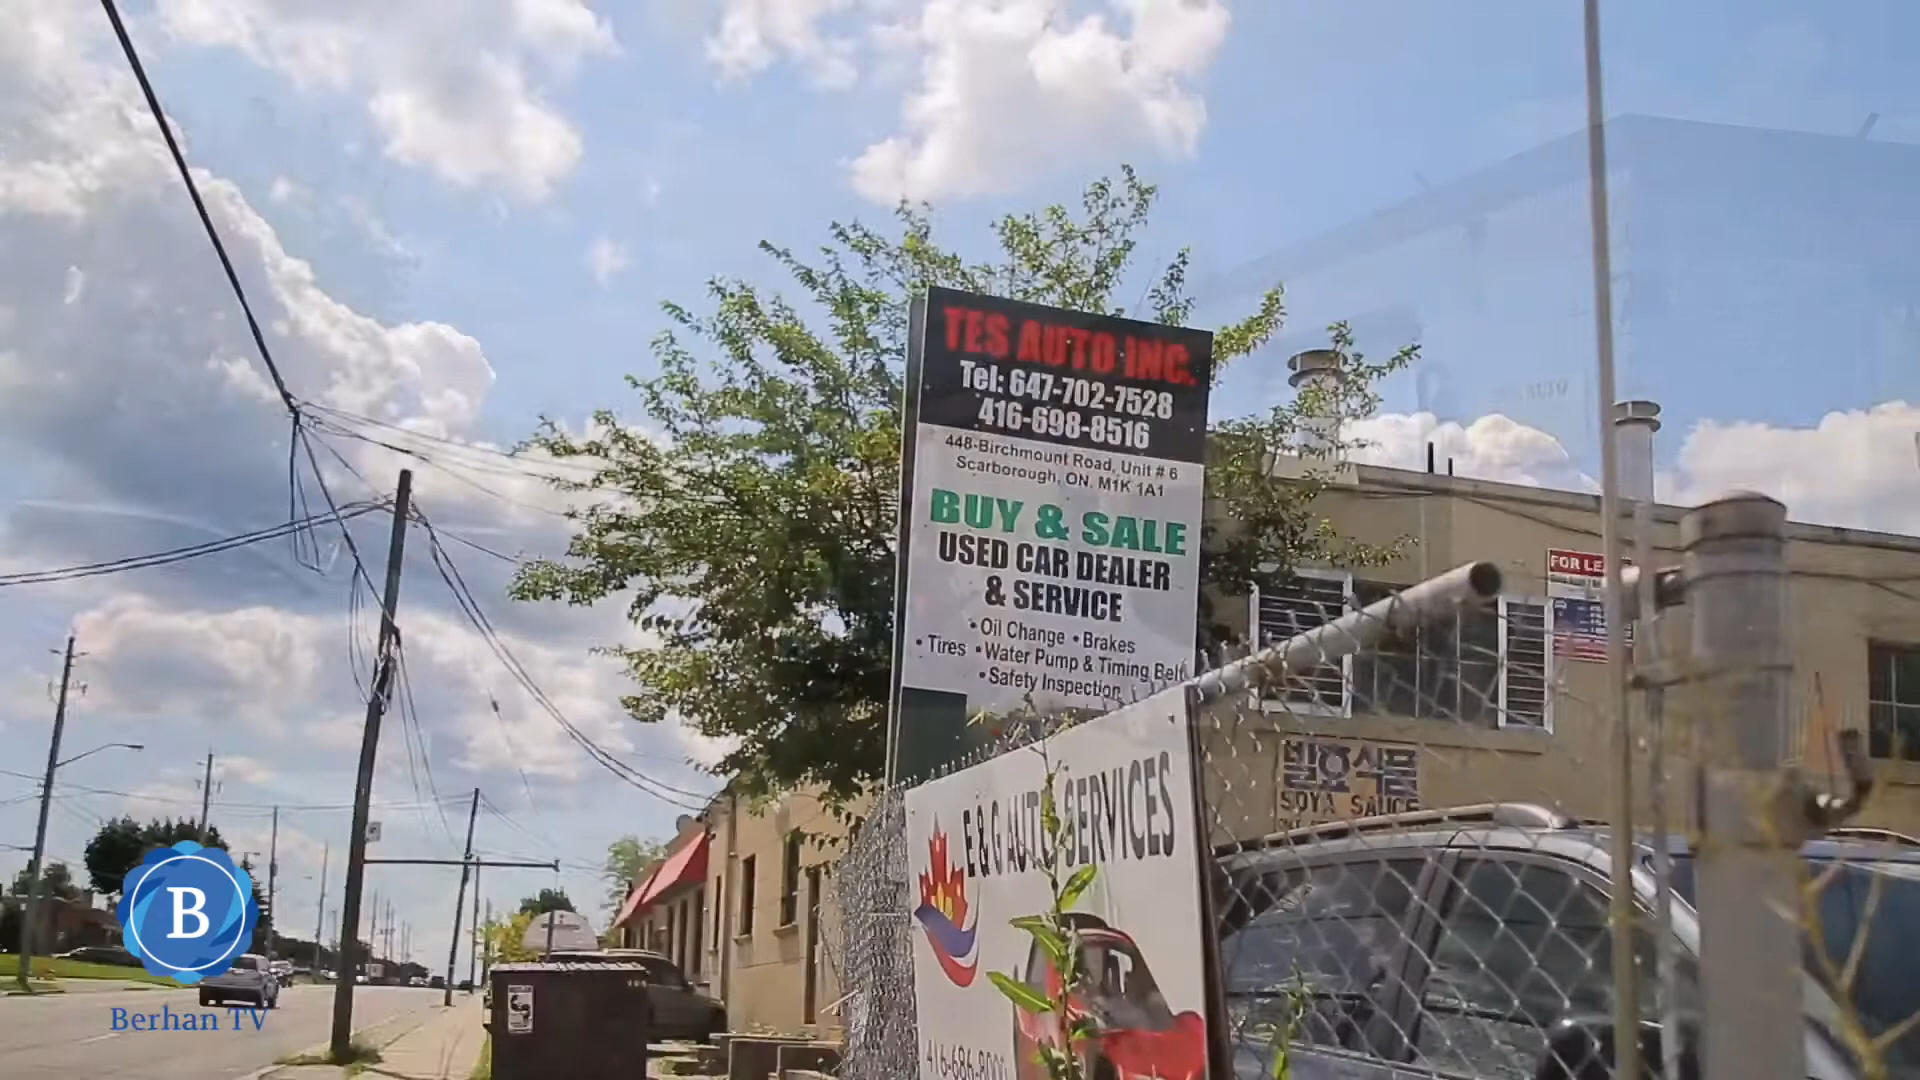 TES AUTO INC.
Tel: 647-702-7528
416-698-8516
448-Birchmount Road, Unit # 6
Scarborough, ON. M1K 1A1
BUY & SALE
USED CAR DEALER
& SERVICE
• Oil Change • Brakes
• Tires • Water Pump & Timing Belt
• Safety Inspection
FOR
발효식품
SOYA SAUCE
E & G AUTO SERVICES
416-686-
B
Berhan TV
AUTO